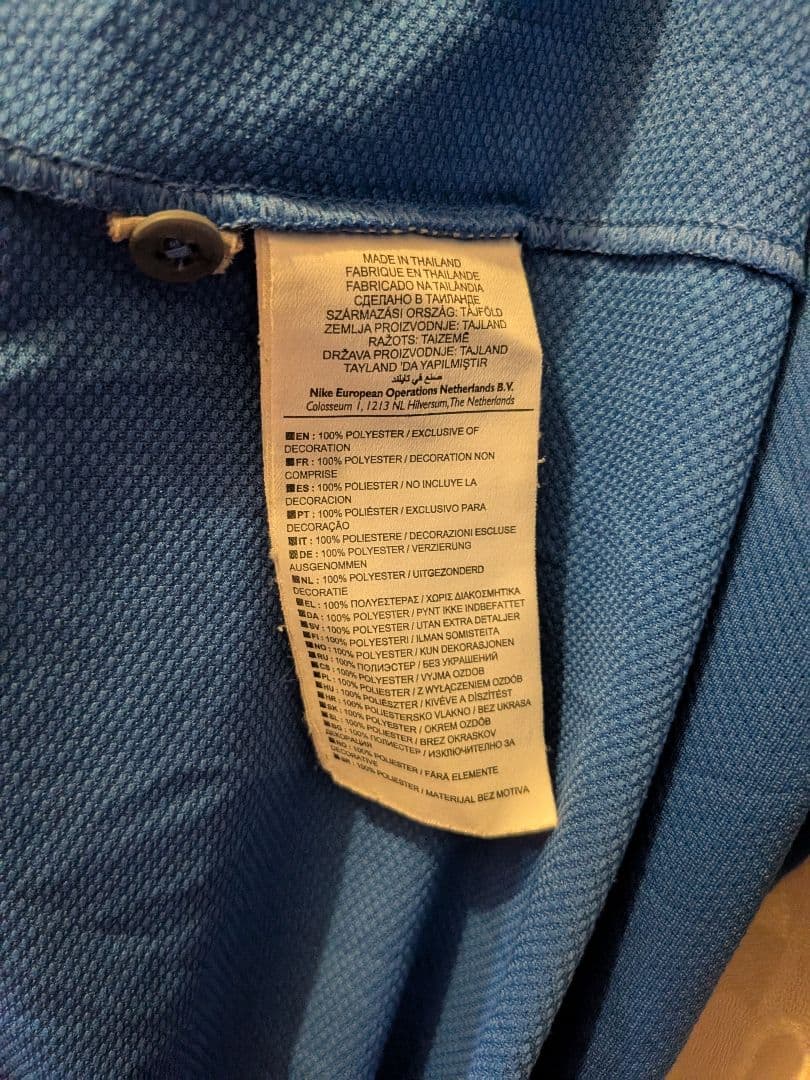 MADE IN THAILAND
FABRIQUE EN THAILANDE
FABRICADO NA TAILÂNDIA
СДЕЛАНО В ТАИЛАНДЕ
SZÁRMAZÁSI ORSZÁG: TAJFÖLD
ZEMLJA PROIZVODNJE: TAJLAND
RAŽOTS: TAIZEMĒ
DRŽAVA PROIZVODNJE: TAJLAND
TAYLAND 'DA YAPILMIŞTIR
صنع في تايلند
Nike European Operations Netherlands B.V.
Colosseum 1, 1213 NL Hilversum, The Netherlands
EN : 100% POLYESTER / EXCLUSIVE OF
DECORATION
FR : 100% POLYESTER / DECORATION NON
COMPRISE
ES : 100% POLIESTER / NO INCLUYE LA
DECORACION
PT : 100% POLIÉSTER / EXCLUSIVO PARA
DECORAÇÃO
IT : 100% POLIESTERE / DECORAZIONI ESCLUSE
DE : 100% POLYESTER / VERZIERUNG
AUSGENOMMEN
NL : 100% POLYESTER / UITGEZONDERD
DECORATIE
EL : 100% ΠΟΛΥΕΣΤΕΡΑΣ / ΧΩΡΙΣ ΔΙΑΚΟΣΜΗΤΙΚΑ
DA : 100% POLYESTER / PYNT IKKE INDBEFATTET
SV : 100% POLYESTER / UTAN EXTRA DETALJER
FI : 100% POLYESTERI / ILMAN SOMISTEITA
NO : 100% POLYESTER / KUN DEKORASJONEN
RU : 100% ПОЛИЭСТЕР / БЕЗ УКРАШЕНИЙ
CS : 100% POLYESTER / VYJMA OZDOB
PL : 100% POLIESTER / Z WYŁĄCZENIEM OZDÓB
HU : 100% POLIÉSZTER / KIVÉVE A DÍSZÍTÉST
HR : 100% POLIESTERSKO VLAKNO / BEZ UKRASA
SK : 100% POLYESTER / OKREM OZDÔB
SL : 100% POLIESTER / BREZ OKRASKOV
BG : 100% ПОЛИЕСТЕР / ИЗКЛЮЧИТЕЛНО ЗА
ДЕКОРАЦИЯ
RO : 100% POLIESTER / FĂRĂ ELEMENTE
DECORATIVE
SR : 100% POLIESTER / MATERIJAL BEZ MOTIVA